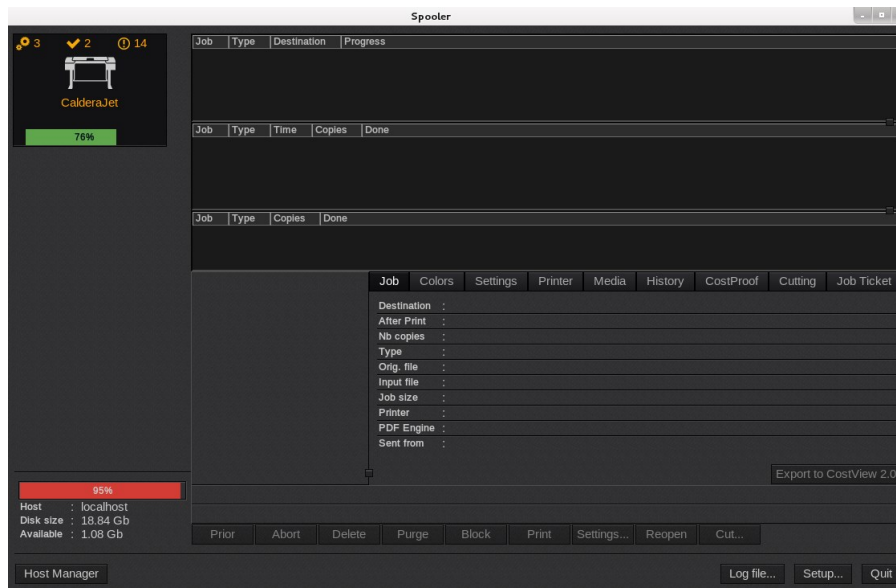 Spooler
3 2 14
CalderaJet
76%
Job Type Destination Progress
Job Type Time Copies Done
Job Type Copies Done
Job Colors Settings Printer Media History CostProof Cutting Job Ticket
Destination :
After Print :
Nb copies :
Type :
Orig. file :
Input file :
Job size :
Printer :
PDF Engine :
Sent from :
Export to CostView 2.0
95%
Host : localhost
Disk size : 18.84 Gb
Available : 1.08 Gb
Prior Abort Delete Purge Block Print Settings... Reopen Cut...
Host Manager Log file... Setup... Quit